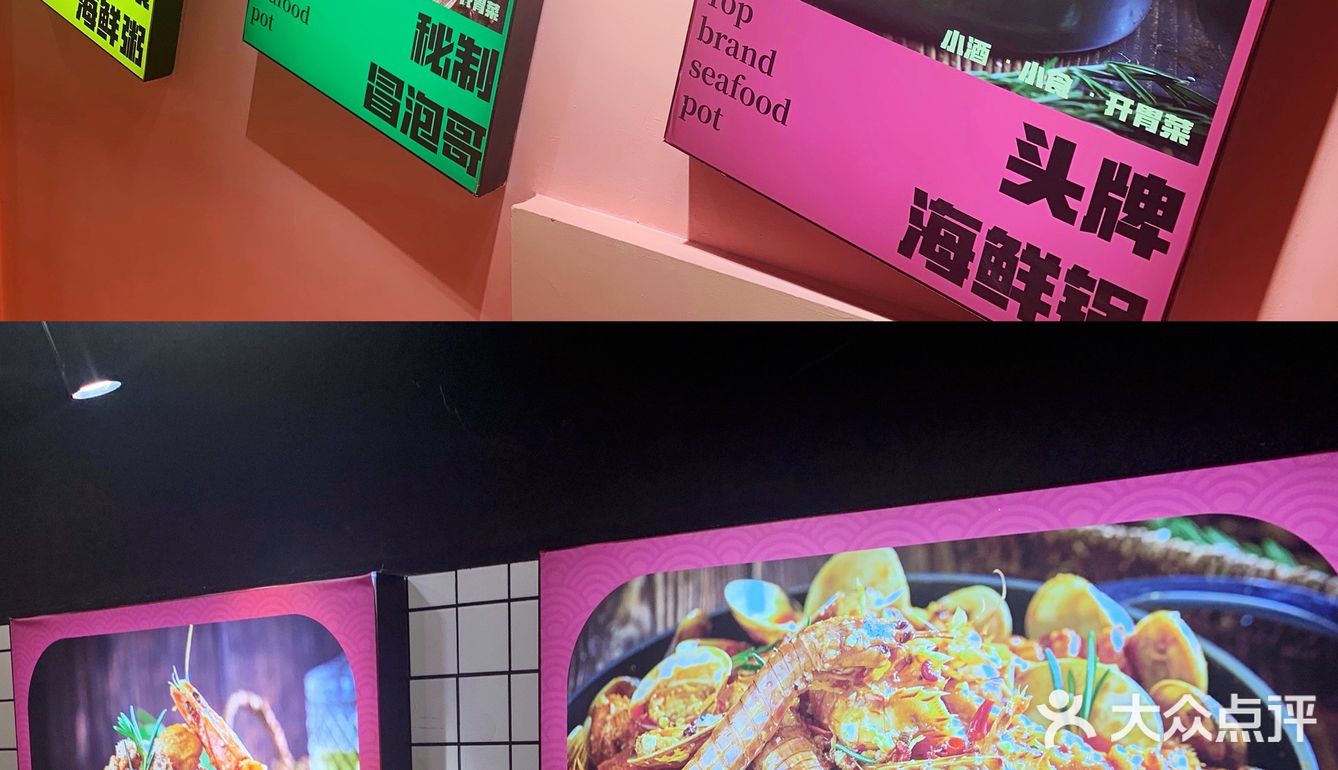 海鲜粥
pot
秘制
冒泡哥
Top
brand
seafood
pot
小酒 · 小食 · 开胃菜
头牌
海鲜锅
大众点评